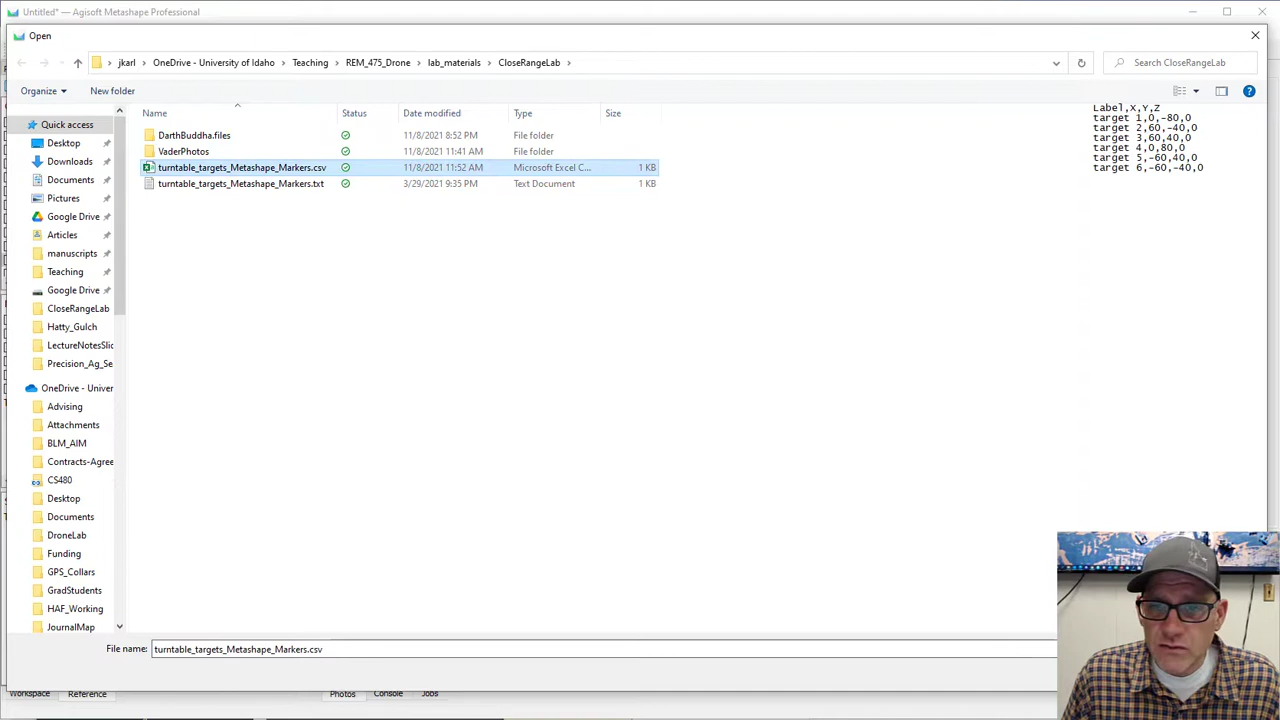 Untitled* — Agisoft Metashape Professional
Open
jkarl > OneDrive - University of Idaho > Teaching > REM_475_Drone > lab_materials > CloseRangeLab >
Search CloseRangeLab
Organize
New folder
Name Status Date modified Type Size
DarthBuddha.files 11/8/2021 8:52 PM File folder
VaderPhotos 11/8/2021 11:41 AM File folder
turntable_targets_Metashape_Markers.csv 11/8/2021 11:52 AM Microsoft Excel C... 1 KB
turntable_targets_Metashape_Markers.txt 3/29/2021 9:35 PM Text Document 1 KB
Label,X,Y,Z
target 1,0,-80,0
target 2,60,-40,0
target 3,60,40,0
target 4,0,80,0
target 5,-60,40,0
target 6,-60,-40,0
Quick access
Desktop
Downloads
Documents
Pictures
Google Drive
Articles
manuscripts
Teaching
Google Drive
CloseRangeLab
Hatty_Gulch
LectureNotesSlid
Precision_Ag_Se
OneDrive - Univer
Advising
Attachments
BLM_AIM
Contracts-Agree
CS480
Desktop
Documents
DroneLab
Funding
GPS_Collars
GradStudents
HAF_Working
JournalMap
File name: turntable_targets_Metashape_Markers.csv
Workspace Reference Photos Console Jobs